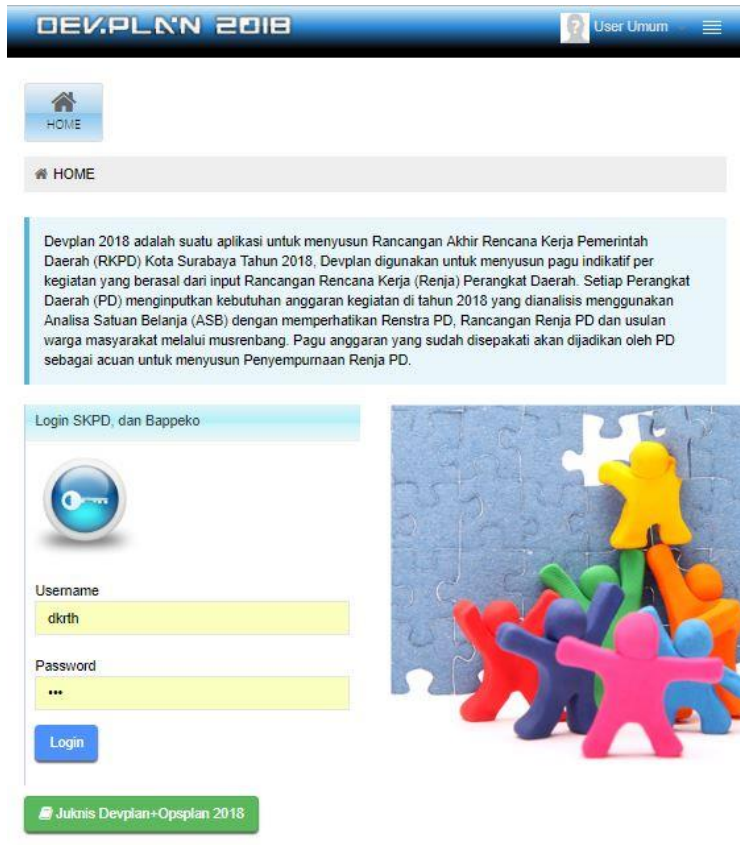 DEV.PLAN 2018
User Umum
HOME
HOME
Devplan 2018 adalah suatu aplikasi untuk menyusun Rancangan Akhir Rencana Kerja Pemerintah
Daerah (RKPD) Kota Surabaya Tahun 2018, Devplan digunakan untuk menyusun pagu indikatif per
kegiatan yang berasal dari input Rancangan Rencana Kerja (Renja) Perangkat Daerah. Setiap Perangkat
Daerah (PD) menginputkan kebutuhan anggaran kegiatan di tahun 2018 yang dianalisis menggunakan
Analisa Satuan Belanja (ASB) dengan memperhatikan Renstra PD, Rancangan Renja PD dan usulan
warga masyarakat melalui musrenbang. Pagu anggaran yang sudah disepakati akan dijadikan oleh PD
sebagai acuan untuk menyusun Penyempurnaan Renja PD.
Login SKPD, dan Bappeko
Username
dkrth
Password
•••
Login
Juknis Devplan+Opsplan 2018